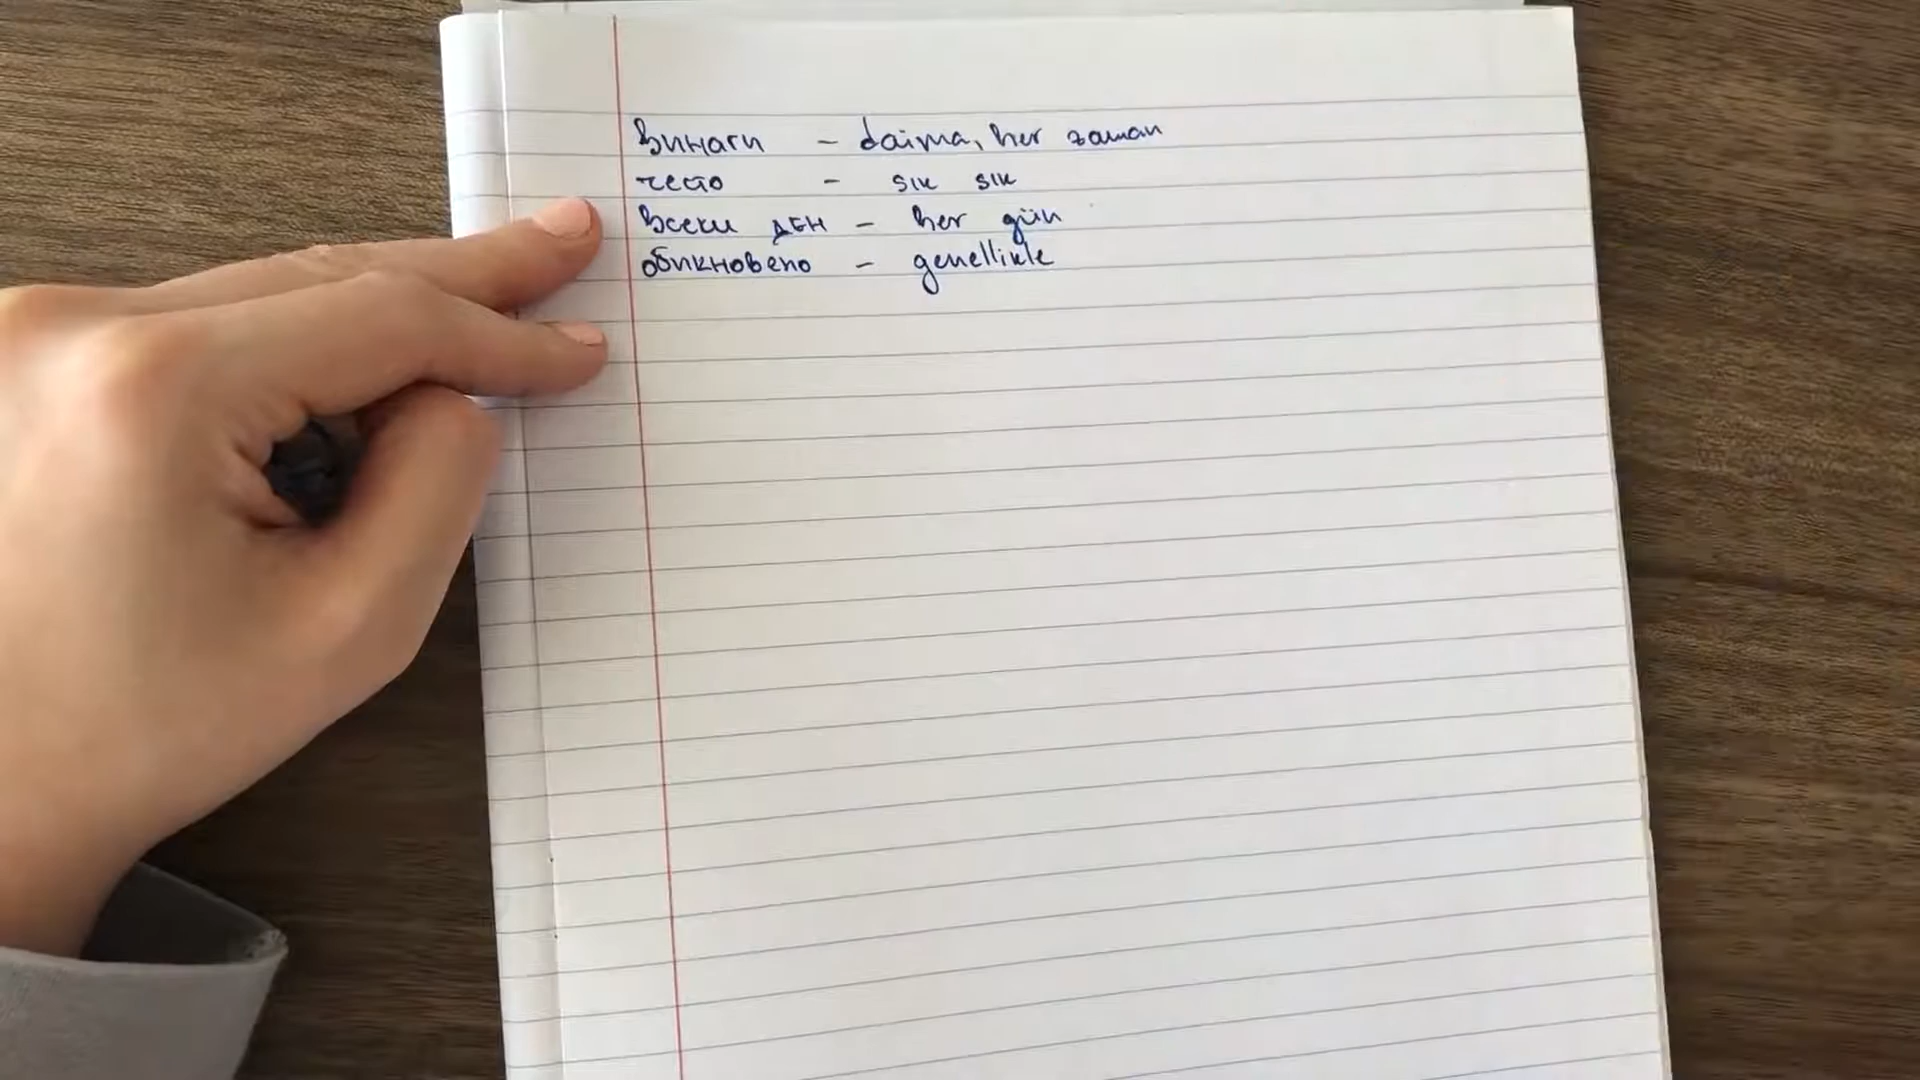 Винаги - daima, her zaman
често - sık sık
Всеки ден - her gün
обикновено - genellikle